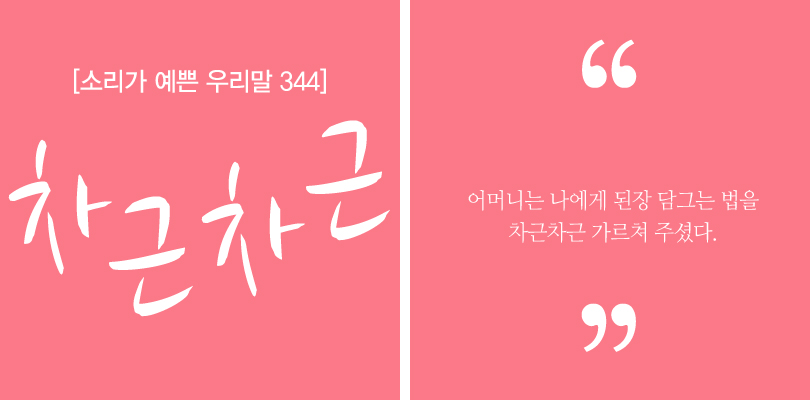 [소리가 예쁜 우리말 344]
차근차근
“
어머니는 나에게 된장 담그는 법을
차근차근 가르쳐 주셨다.
”